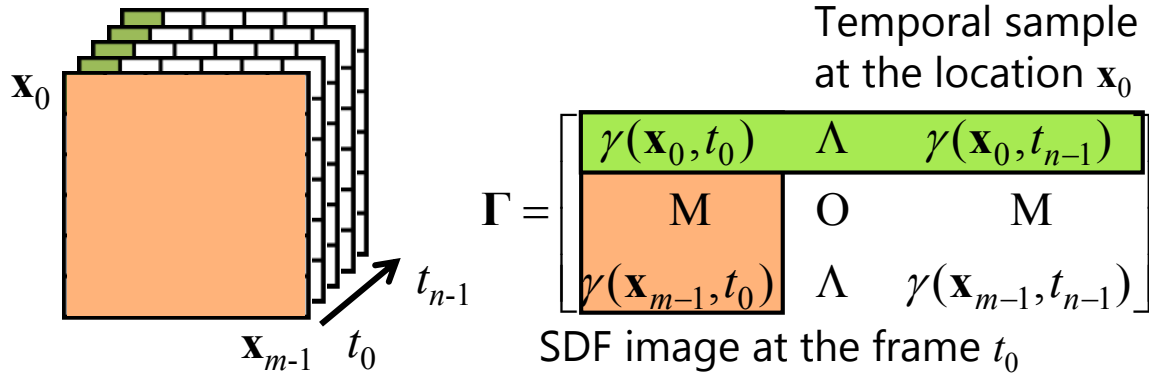 x₀
xₘ₋₁
t₀
tₙ₋₁
Temporal sample
at the location x₀
γ(x₀,t₀) Λ γ(x₀,tₙ₋₁)
Γ = M O M
γ(xₘ₋₁,t₀) Λ γ(xₘ₋₁,tₙ₋₁)
SDF image at the frame t₀